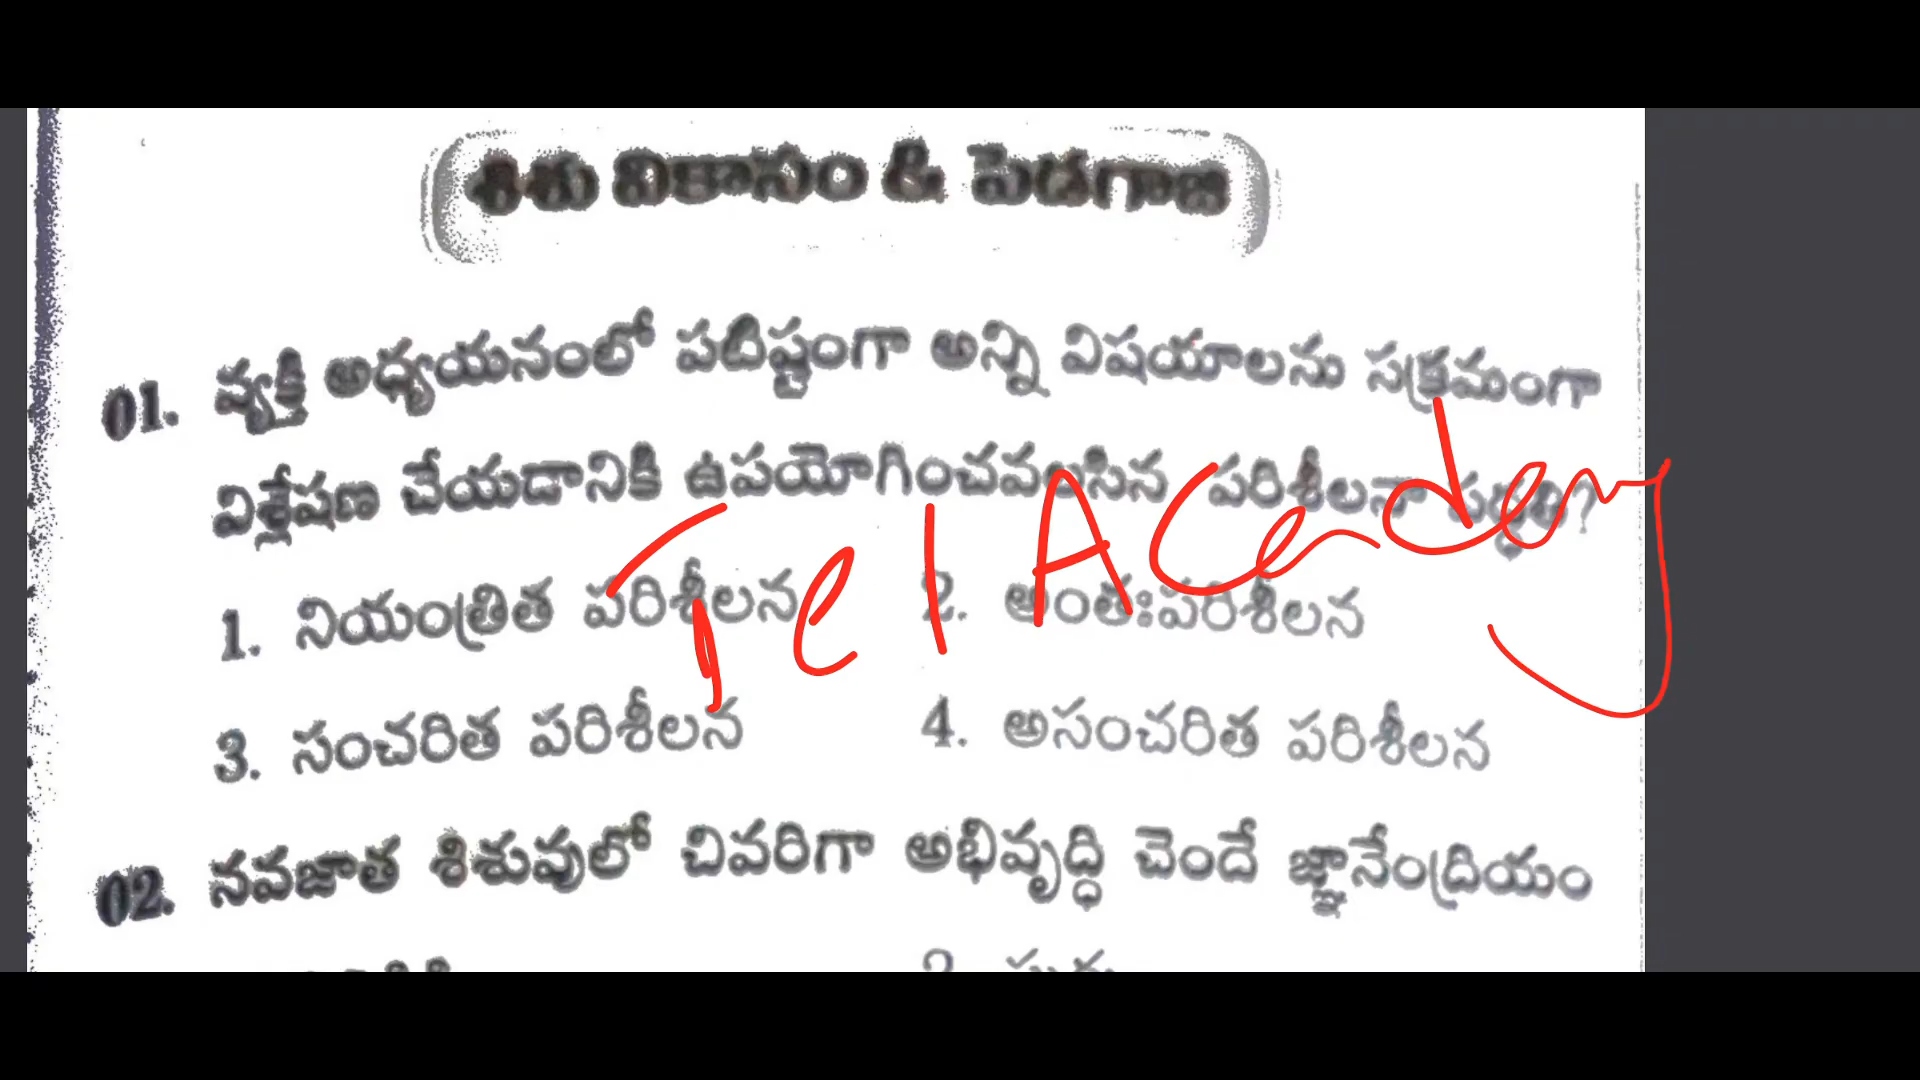 శిశు వికాసం & పెడగాజి
01. వ్యక్తి అధ్యయనంలో పటిష్టంగా అన్ని విషయాలను సక్రమంగా
విశ్లేషణ చేయడానికి ఉపయోగించవలసిన పరిశీలనా పద్ధతి?
Tel Academy
1. నియంత్రిత పరిశీలన 2. అంతఃపరిశీలన
3. సంచరిత పరిశీలన 4. అసంచరిత పరిశీలన
02. నవజాత శిశువులో చివరిగా అభివృద్ధి చెందే జ్ఞానేంద్రియం